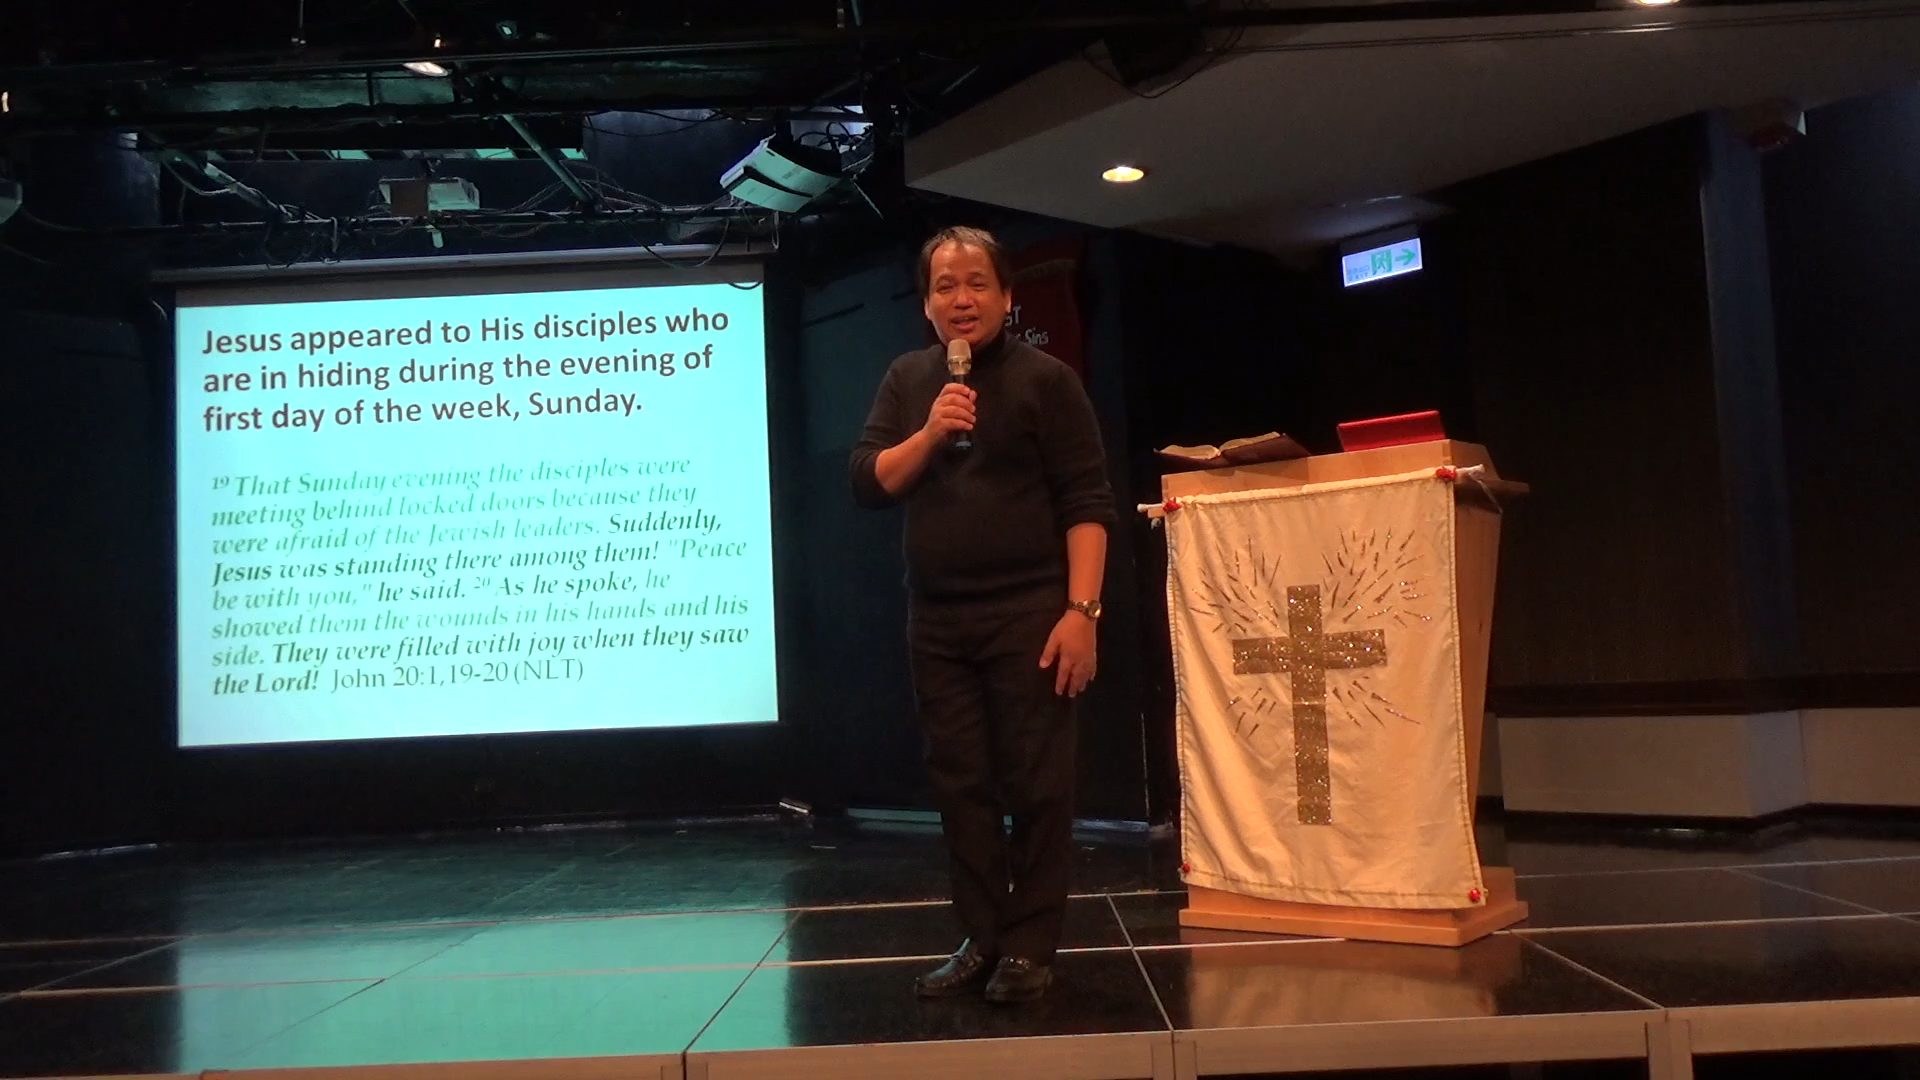 Jesus appeared to His disciples who
are in hiding during the evening of
first day of the week, Sunday.
19 That Sunday evening the disciples were
meeting behind locked doors because they
were afraid of the Jewish leaders. Suddenly,
Jesus was standing there among them! "Peace
be with you," he said. 20 As he spoke, he
showed them the wounds in his hands and his
side. They were filled with joy when they saw
the Lord! John 20:1,19-20 (NLT)
ST
Sins
EXIT